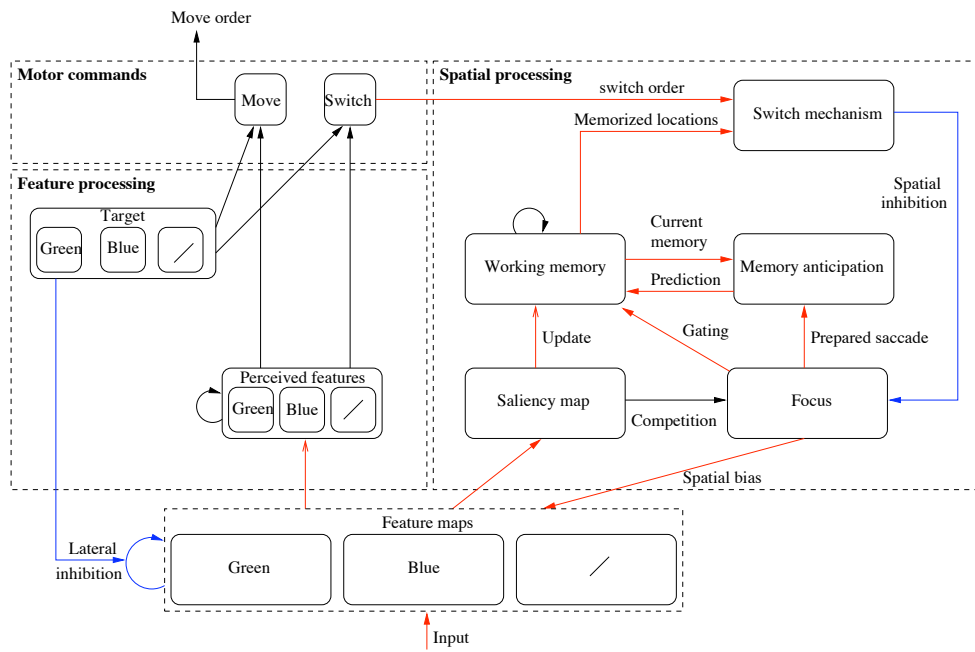 Move order
Motor commands
Move
Switch
Spatial processing
switch order
Memorized locations
Switch mechanism
Spatial
inhibition
Feature processing
Target
Green
Blue
Working memory
Current
memory
Prediction
Memory anticipation
Update
Gating
Prepared saccade
Perceived features
Green
Blue
Saliency map
Competition
Focus
Spatial bias
Feature maps
Lateral
inhibition
Green
Blue
Input